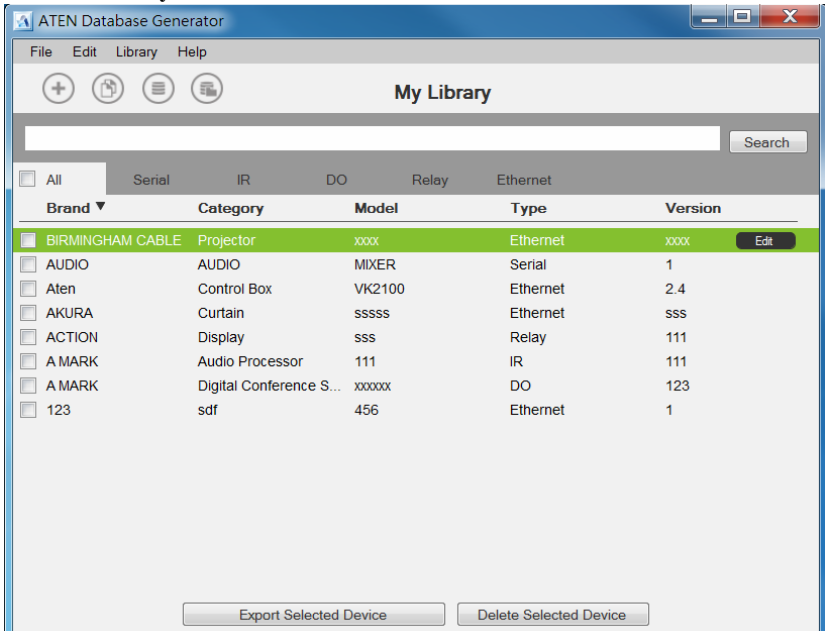 ATEN Database Generator
File Edit Library Help
My Library
Search
All Serial IR DO Relay Ethernet
Brand ▼ Category Model Type Version
BIRMINGHAM CABLE Projector xxxx Ethernet xxxx Edit
AUDIO AUDIO MIXER Serial 1
Aten Control Box VK2100 Ethernet 2.4
AKURA Curtain sssss Ethernet sss
ACTION Display sss Relay 111
A MARK Audio Processor 111 IR 111
A MARK Digital Conference S... xxxxxx DO 123
123 sdf 456 Ethernet 1
Export Selected Device Delete Selected Device